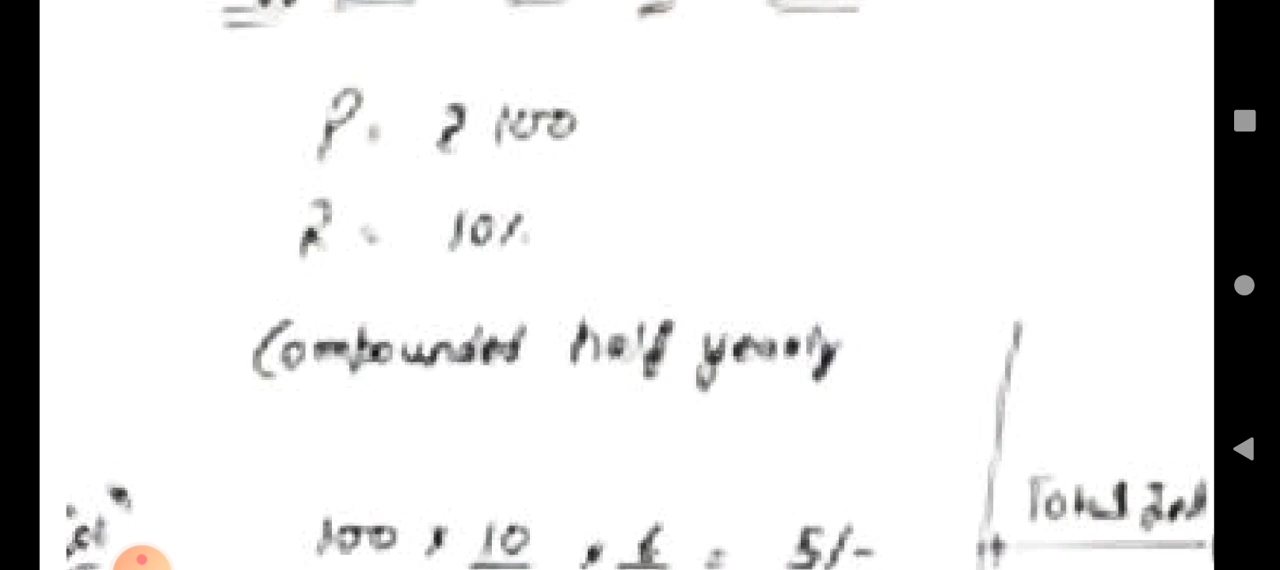 P. ₹ 100
R = 10%
Compounded half yearly
Total Int
100 × 10 × 6 = 5/-